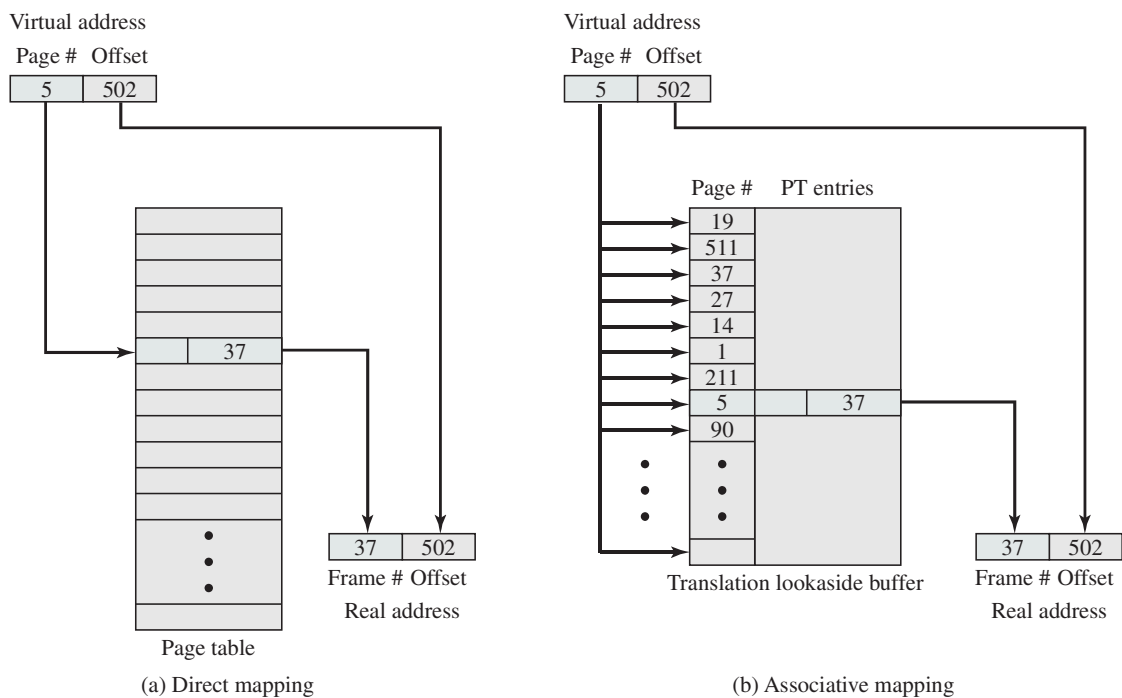 Virtual address
Page # Offset
5 502
37
37 502
Frame # Offset
Real address
Page table
(a) Direct mapping
Virtual address
Page # Offset
5 502
Page # PT entries
19
511
37
27
14
1
211
5 37
90
37 502
Frame # Offset
Real address
Translation lookaside buffer
(b) Associative mapping